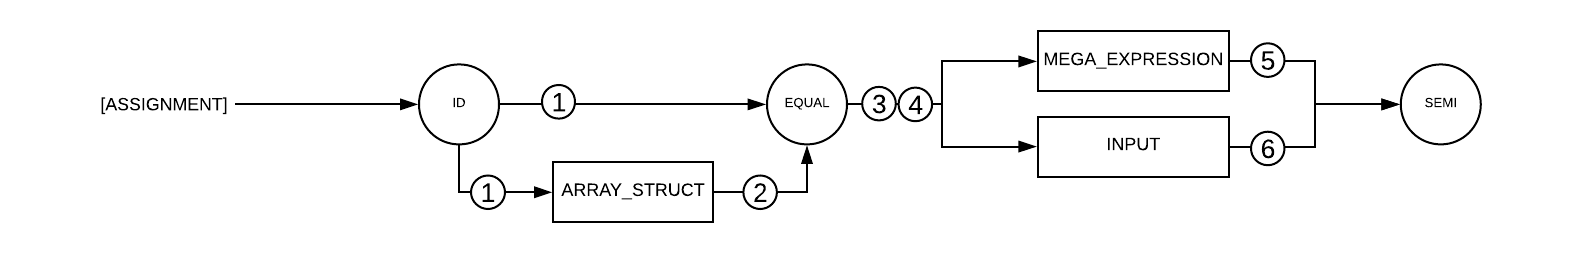 [ASSIGNMENT]
ID
1
EQUAL
3
4
MEGA_EXPRESSION
5
INPUT
6
SEMI
1
ARRAY_STRUCT
2